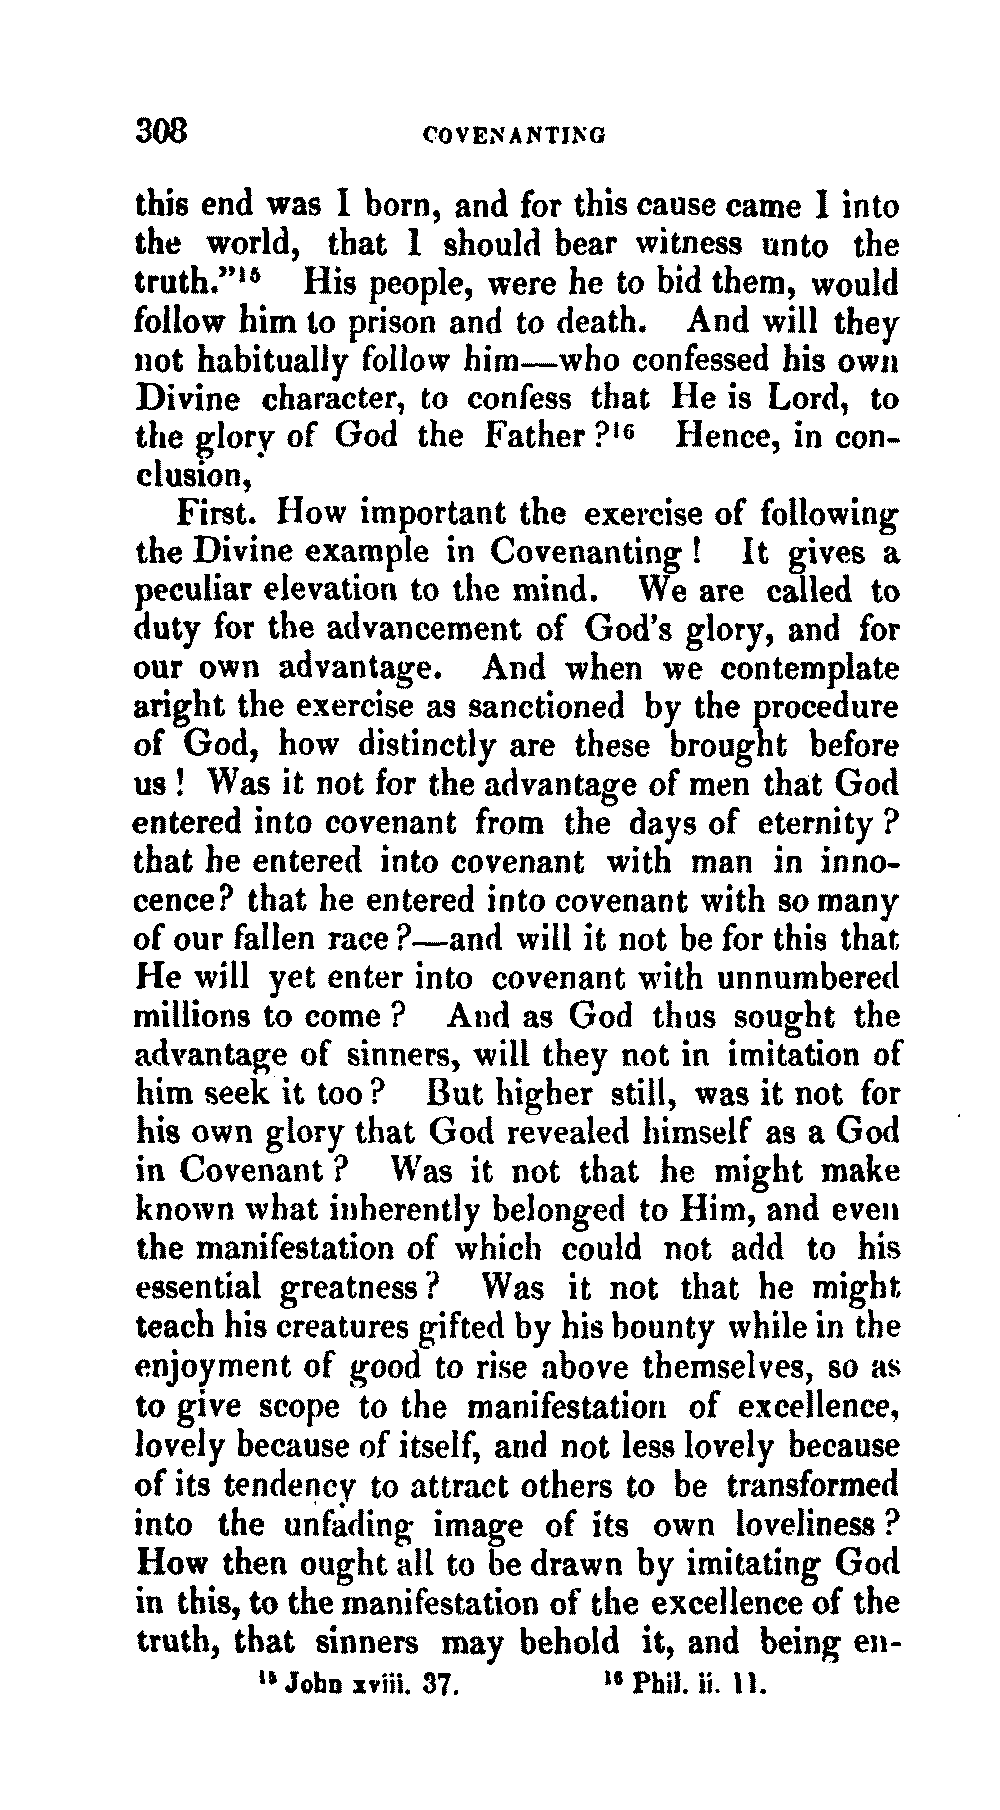 308 COVENANTING
this end was I born, and for this cause came I into
the world, that I should bear witness unto the
truth."¹⁵ His people, were he to bid them, would
follow him to prison and to death. And will they
not habitually follow him—who confessed his own
Divine character, to confess that He is Lord, to
the glory of God the Father?¹⁶ Hence, in con-
clusion,
First. How important the exercise of following
the Divine example in Covenanting! It gives a
peculiar elevation to the mind. We are called to
duty for the advancement of God's glory, and for
our own advantage. And when we contemplate
aright the exercise as sanctioned by the procedure
of God, how distinctly are these brought before
us! Was it not for the advantage of men that God
entered into covenant from the days of eternity?
that he entered into covenant with man in inno-
cence? that he entered into covenant with so many
of our fallen race?—and will it not be for this that
He will yet enter into covenant with unnumbered
millions to come? And as God thus sought the
advantage of sinners, will they not in imitation of
him seek it too? But higher still, was it not for
his own glory that God revealed himself as a God
in Covenant? Was it not that he might make
known what inherently belonged to Him, and even
the manifestation of which could not add to his
essential greatness? Was it not that he might
teach his creatures gifted by his bounty while in the
enjoyment of good to rise above themselves, so as
to give scope to the manifestation of excellence,
lovely because of itself, and not less lovely because
of its tendency to attract others to be transformed
into the unfading image of its own loveliness?
How then ought all to be drawn by imitating God
in this, to the manifestation of the excellence of the
truth, that sinners may behold it, and being en-
¹⁵ John xviii. 37. ¹⁶ Phil. ii. 11.